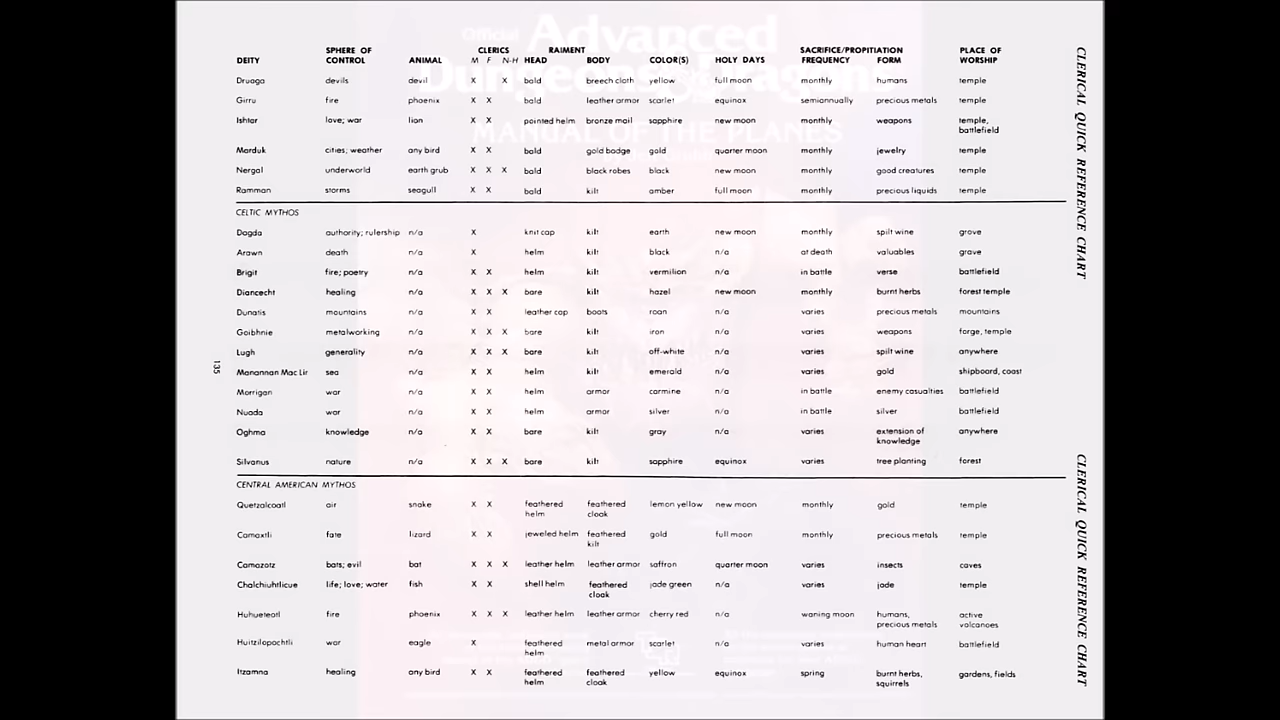 DEITY SPHERE OF CONTROL ANIMAL CLERICS M F N-H RAIMENT HEAD BODY COLOR(S) HOLY DAYS SACRIFICE/PROPITIATION FREQUENCY FORM PLACE OF WORSHIP
Druaga devils devil X X bald breech cloth yellow full moon monthly humans temple
Girru fire phoenix X X bald leather armor scarlet equinox semiannually precious metals temple
Ishtar love; war lion X X pointed helm bronze mail sapphire new moon monthly weapons temple, battlefield
Marduk cities; weather any bird X X bald gold badge gold quarter moon monthly jewelry temple
Nergal underworld earth grub X X X bald black robes black new moon monthly good creatures temple
Ramman storms seagull X X bald kilt amber full moon monthly precious liquids temple
CELTIC MYTHOS
Dagda authority; rulership n/a X knit cap kilt earth new moon monthly spilt wine grove
Arawn death n/a X helm kilt black n/a at death valuables grave
Brigit fire; poetry n/a X X helm kilt vermilion n/a in battle verse battlefield
Diancecht healing n/a X X X bare kilt hazel new moon monthly burnt herbs forest temple
Dunatis mountains n/a X X leather cap boots roan n/a varies precious metals mountains
Goibhnie metalworking n/a X X X bare kilt iron n/a varies weapons forge, temple
Lugh generality n/a X X X bare kilt off-white n/a varies spilt wine anywhere
Manannan Mac Lir sea n/a X X helm kilt emerald n/a varies gold shipboard, coast
Morrigan war n/a X X helm armor carmine n/a in battle enemy casualties battlefield
Nuada war n/a X X helm armor silver n/a in battle silver battlefield
Oghma knowledge n/a X X bare kilt gray n/a varies extension of knowledge anywhere
Silvanus nature n/a X X X bare kilt sapphire equinox varies tree planting forest
CENTRAL AMERICAN MYTHOS
Quetzalcoatl air snake X X feathered helm feathered cloak lemon yellow new moon monthly gold temple
Camaxtli fate lizard X X jeweled helm feathered kilt gold full moon monthly precious metals temple
Camazotz bats; evil bat X X X leather helm leather armor saffron quarter moon varies insects caves
Chalchiuhtlicue life; love; water fish X X shell helm feathered cloak jade green n/a varies jade temple
Huhueteotl fire phoenix X X X leather helm leather armor cherry red n/a waning moon humans, precious metals active volcanoes
Huitzilopochtli war eagle X feathered helm metal armor scarlet n/a varies human heart battlefield
Itzamna healing any bird X X feathered helm feathered cloak yellow equinox spring burnt herbs, squirrels gardens, fields
135
CLERICAL QUICK REFERENCE CHART
CLERICAL QUICK REFERENCE CHART
Official
Advanced
Dungeons & Dragons
MANUAL OF THE PLANES